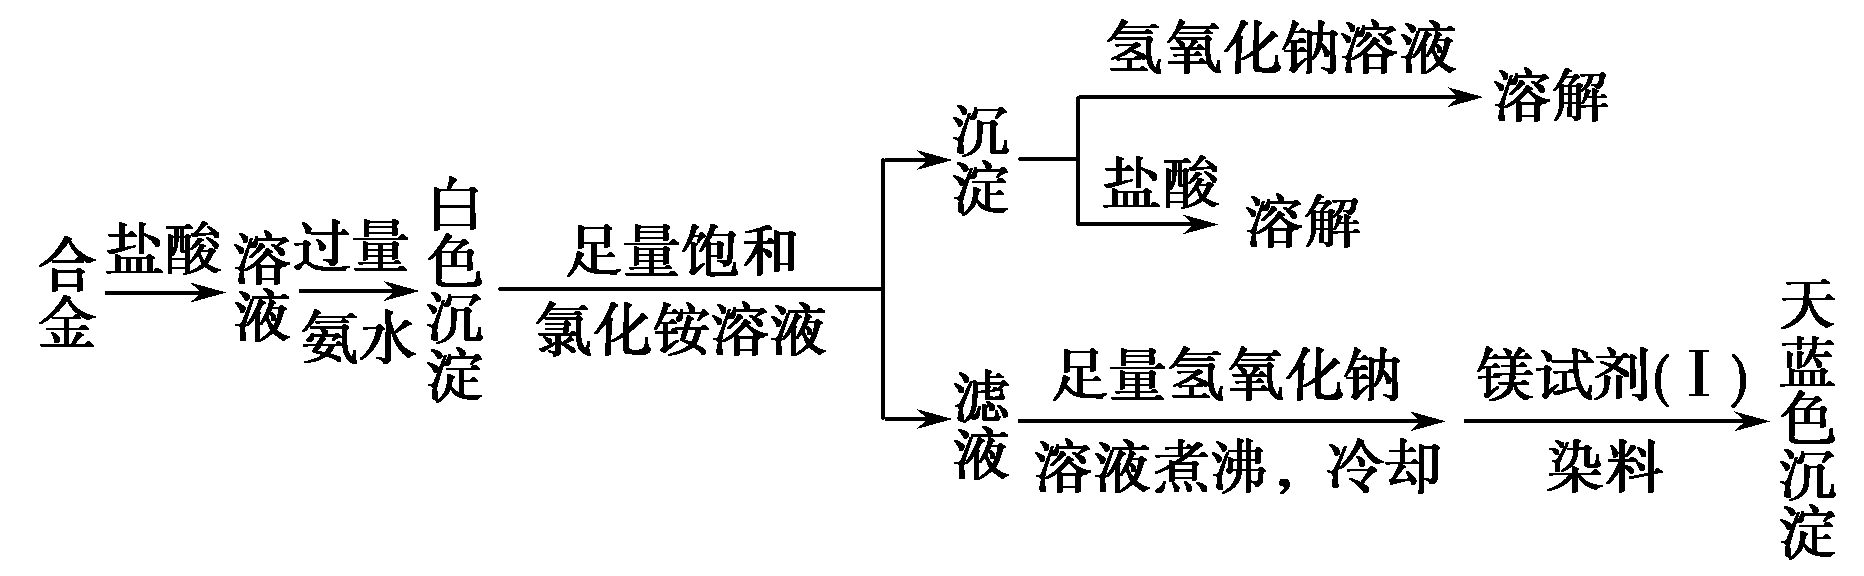 合金
盐酸
溶液
过量
氨水
白色沉淀
足量饱和
氯化铵溶液
沉淀
氢氧化钠溶液
溶解
盐酸
溶解
滤液
足量氢氧化钠
溶液煮沸，冷却
镁试剂(Ⅰ)
染料
天蓝色沉淀